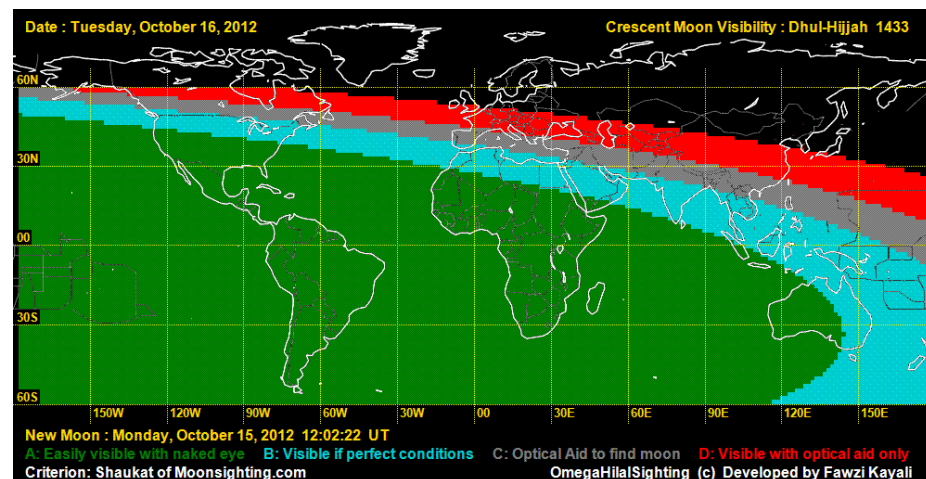 Date : Tuesday, October 16, 2012 Crescent Moon Visibility : Dhul-Hijjah 1433
60N
30N
00
30S
60S
150W 120W 90W 60W 30W 00 30E 60E 90E 120E 150E
New Moon : Monday, October 15, 2012 12:02:22 UT
A: Easily visible with naked eye B: Visible if perfect conditions C: Optical Aid to find moon D: Visible with optical aid only
Criterion: Shaukat of Moonsighting.com OmegaHilalSighting (c) Developed by Fawzi Kayali